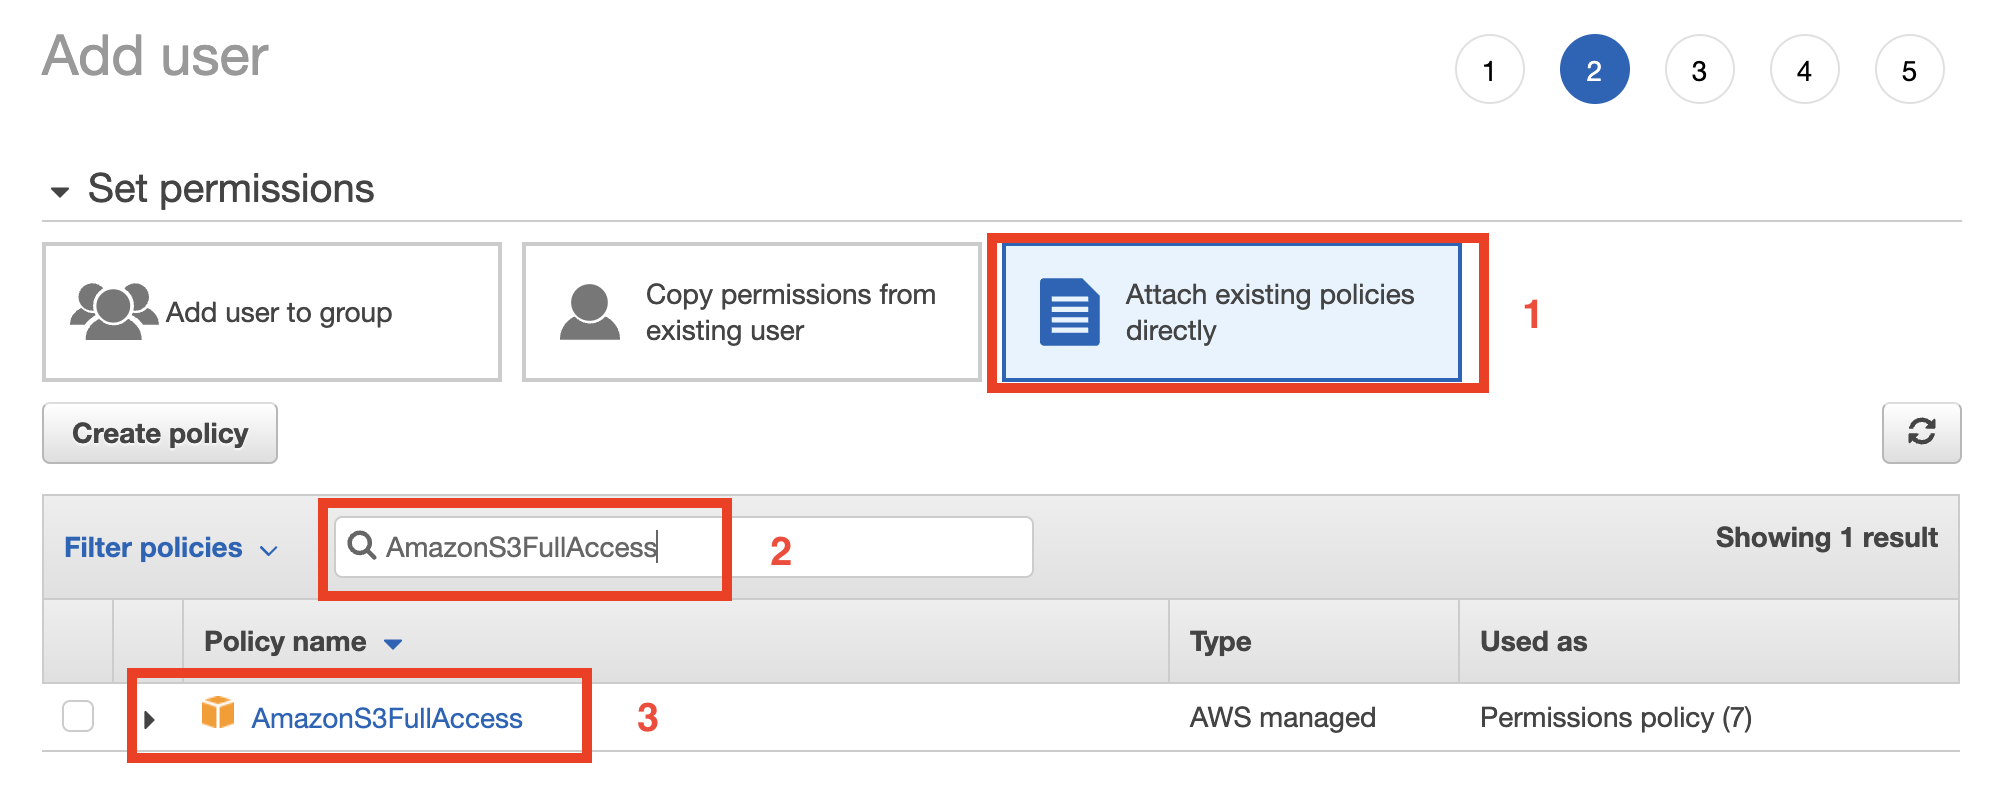 Add user
1 2 3 4 5
Set permissions
Add user to group
Copy permissions from
existing user
Attach existing policies
directly
1
Create policy
Filter policies
AmazonS3FullAccess
2
Showing 1 result
Policy name
Type
Used as
AmazonS3FullAccess
3
AWS managed
Permissions policy (7)